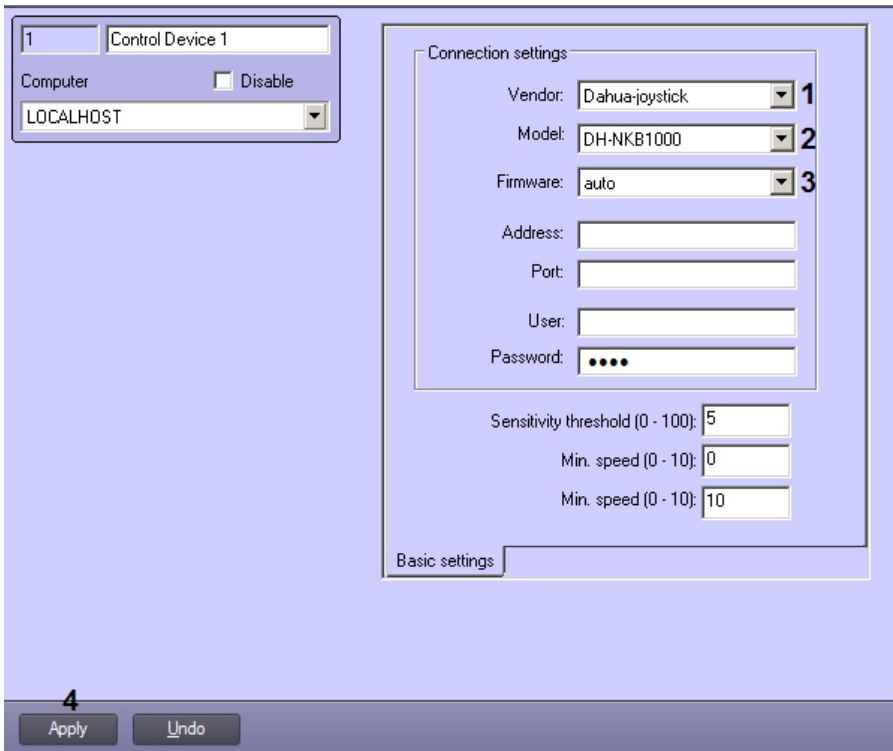 1 Control Device 1
Computer Disable
LOCALHOST
Connection settings
Vendor: Dahua-joystick 1
Model: DH-NKB1000 2
Firmware: auto 3
Address:
Port:
User:
Password: ••••
Sensitivity threshold (0 - 100): 5
Min. speed (0 - 10): 0
Min. speed (0 - 10): 10
Basic settings
4
Apply Undo